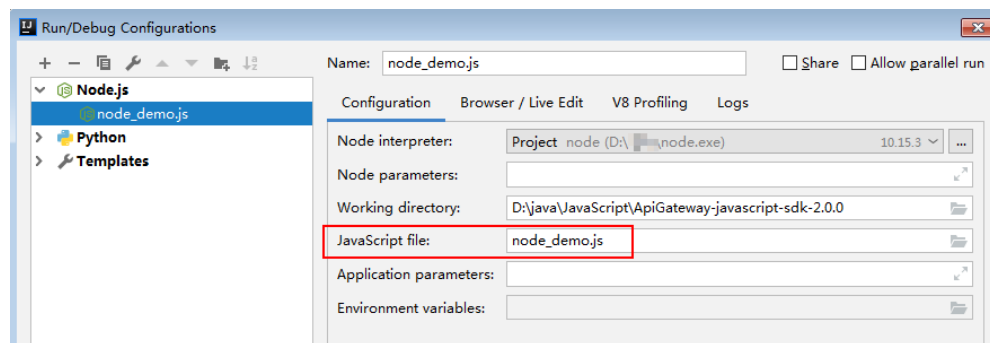 Run/Debug Configurations
Name: node_demo.js Share Allow parallel run
Node.js
node_demo.js
Python
Templates
Configuration Browser / Live Edit V8 Profiling Logs
Node interpreter: Project node (D:\ \node.exe) 10.15.3 ...
Node parameters:
Working directory: D:\java\JavaScript\ApiGateway-javascript-sdk-2.0.0
JavaScript file: node_demo.js
Application parameters:
Environment variables: